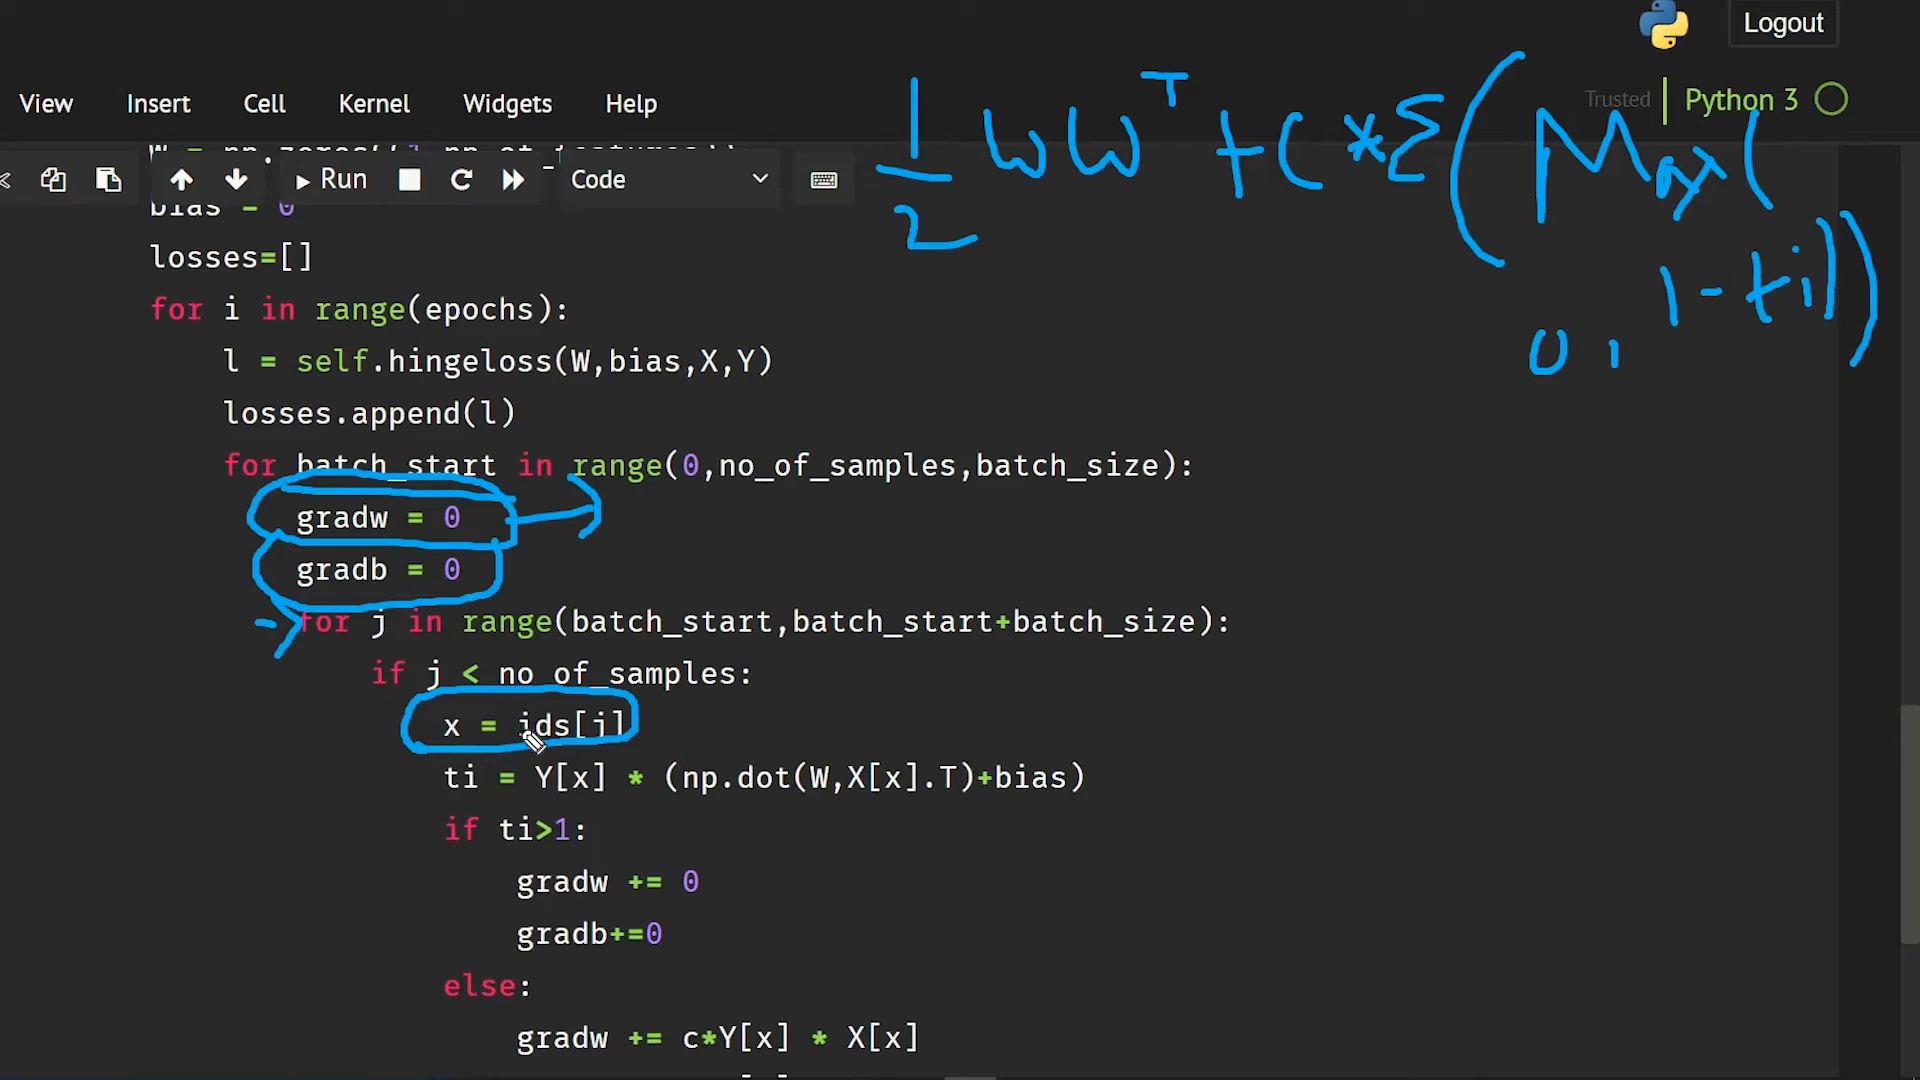 Logout
View Insert Cell Kernel Widgets Help
Trusted Python 3
Run Code
bias = 0
losses=[]
for i in range(epochs):
l = self.hingeloss(W,bias,X,Y)
losses.append(l)
for batch_start in range(0,no_of_samples,batch_size):
gradw = 0
gradb = 0
for j in range(batch_start,batch_start+batch_size):
if j < no_of_samples:
x = ids[j]
ti = Y[x] * (np.dot(W,X[x].T)+bias)
if ti>1:
gradw += 0
gradb+=0
else:
gradw += c*Y[x] * X[x]
1/2 WW^T + C * Σ ( Max(
0, 1-ti))